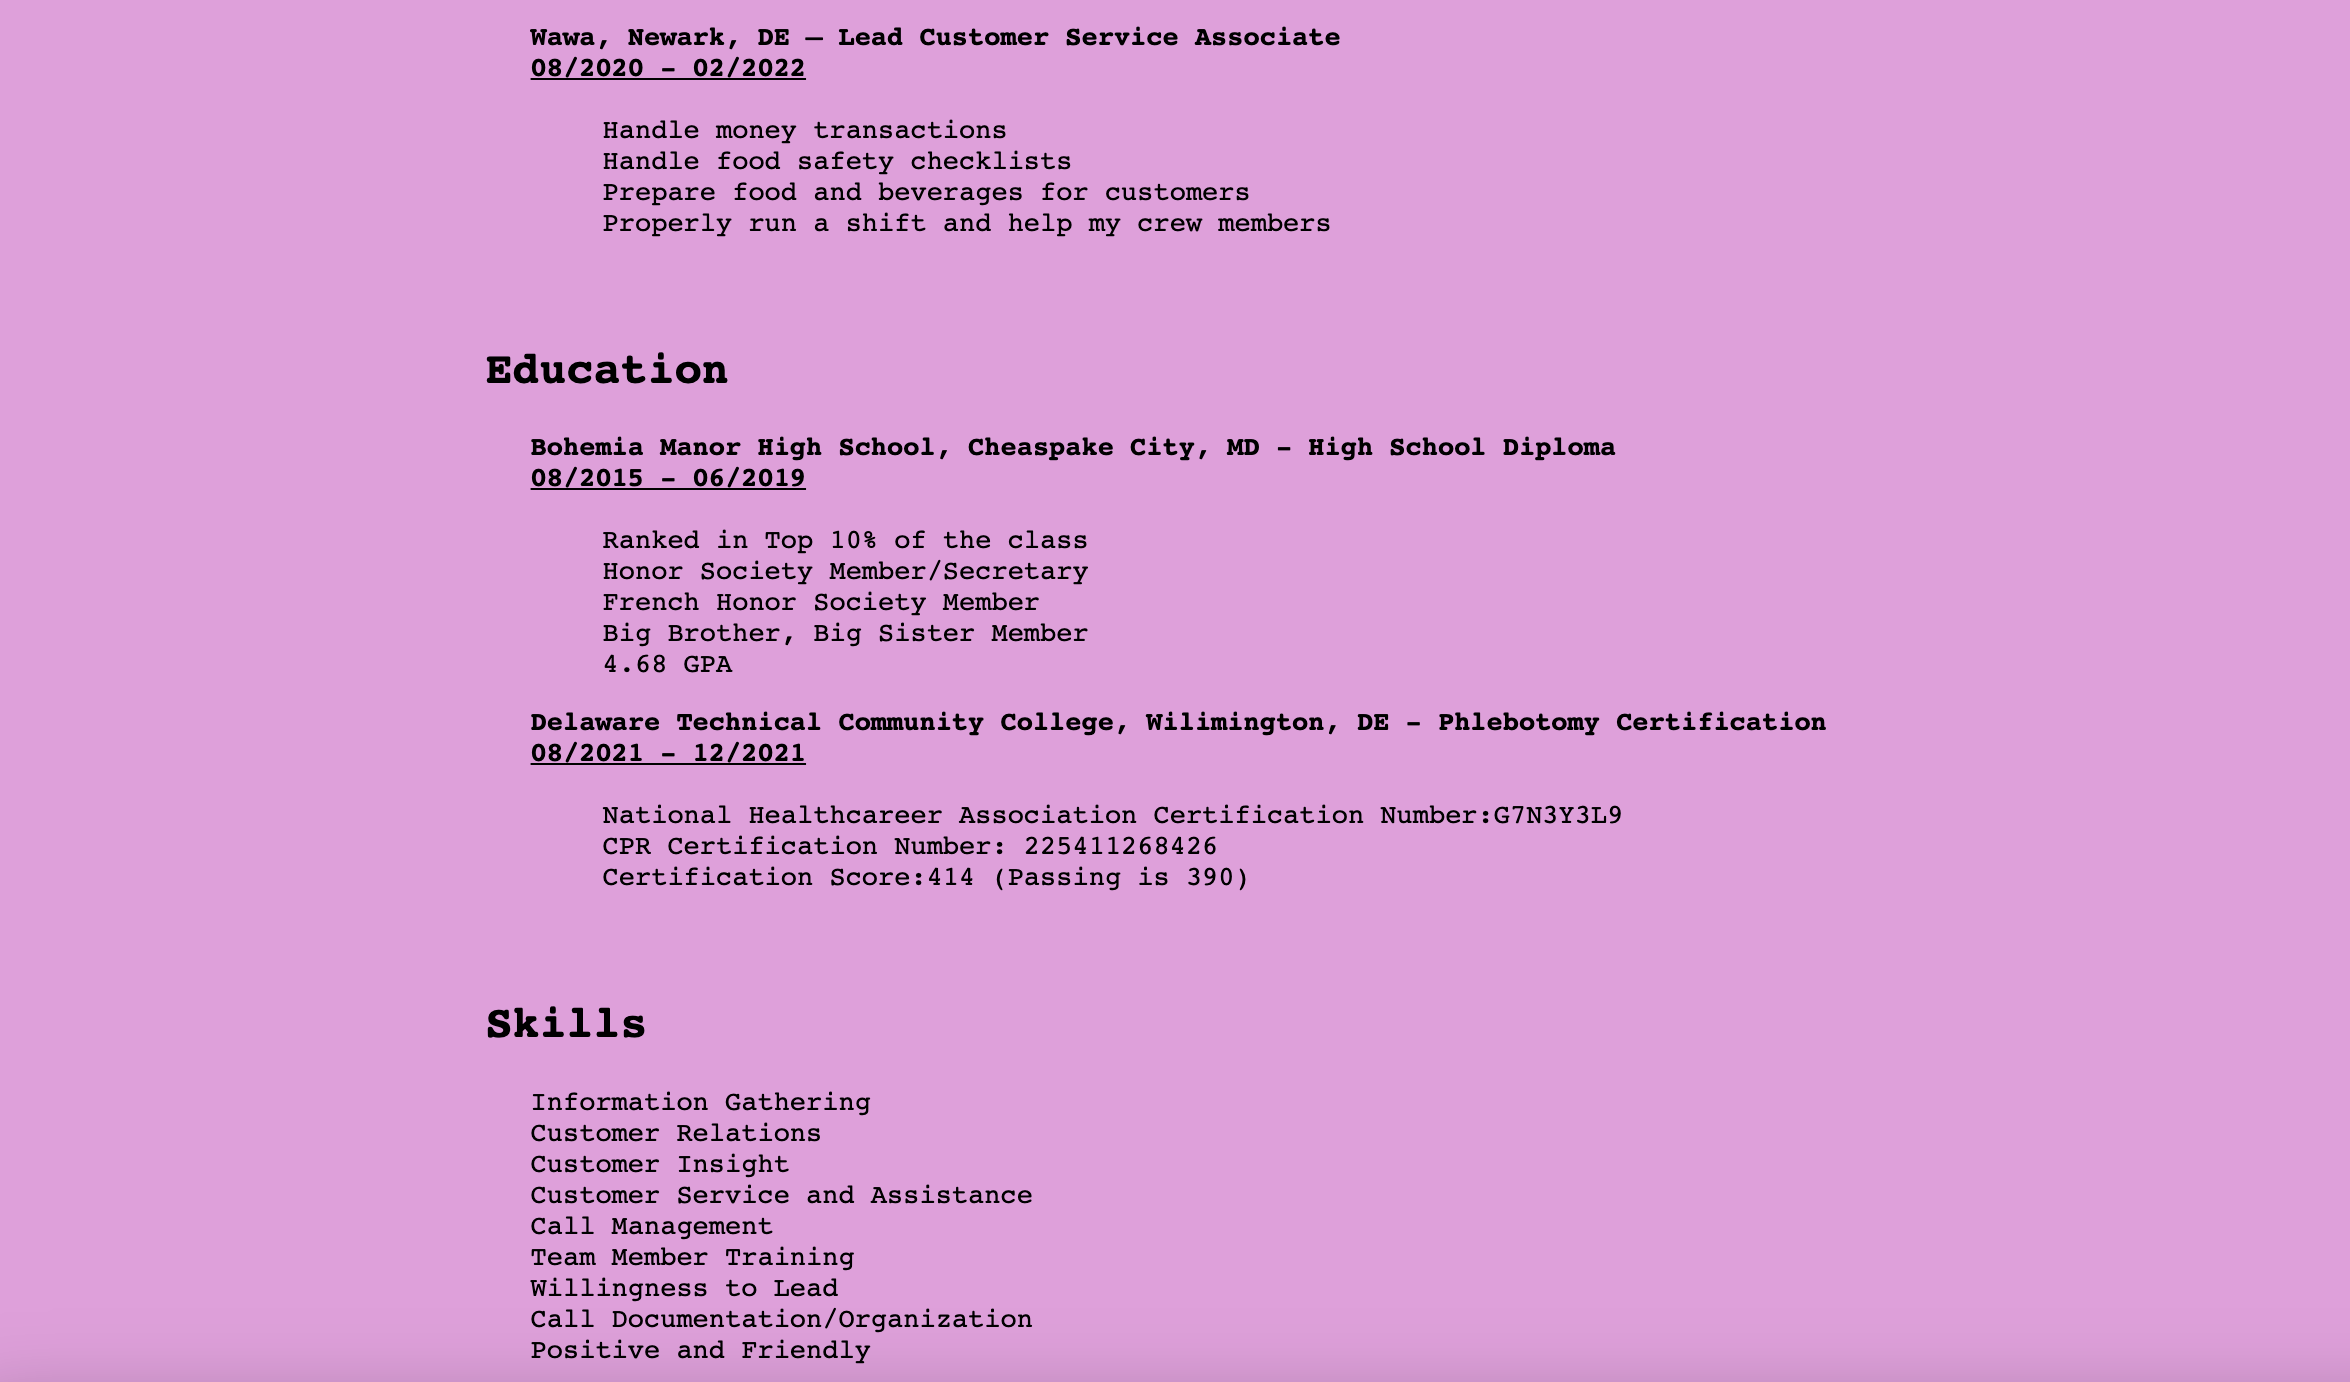 Wawa, Newark, DE — Lead Customer Service Associate
08/2020 - 02/2022
Handle money transactions
Handle food safety checklists
Prepare food and beverages for customers
Properly run a shift and help my crew members
Education
Bohemia Manor High School, Cheaspake City, MD - High School Diploma
08/2015 - 06/2019
Ranked in Top 10% of the class
Honor Society Member/Secretary
French Honor Society Member
Big Brother, Big Sister Member
4.68 GPA
Delaware Technical Community College, Wilimington, DE - Phlebotomy Certification
08/2021 - 12/2021
National Healthcareer Association Certification Number:G7N3Y3L9
CPR Certification Number: 225411268426
Certification Score:414 (Passing is 390)
Skills
Information Gathering
Customer Relations
Customer Insight
Customer Service and Assistance
Call Management
Team Member Training
Willingness to Lead
Call Documentation/Organization
Positive and Friendly